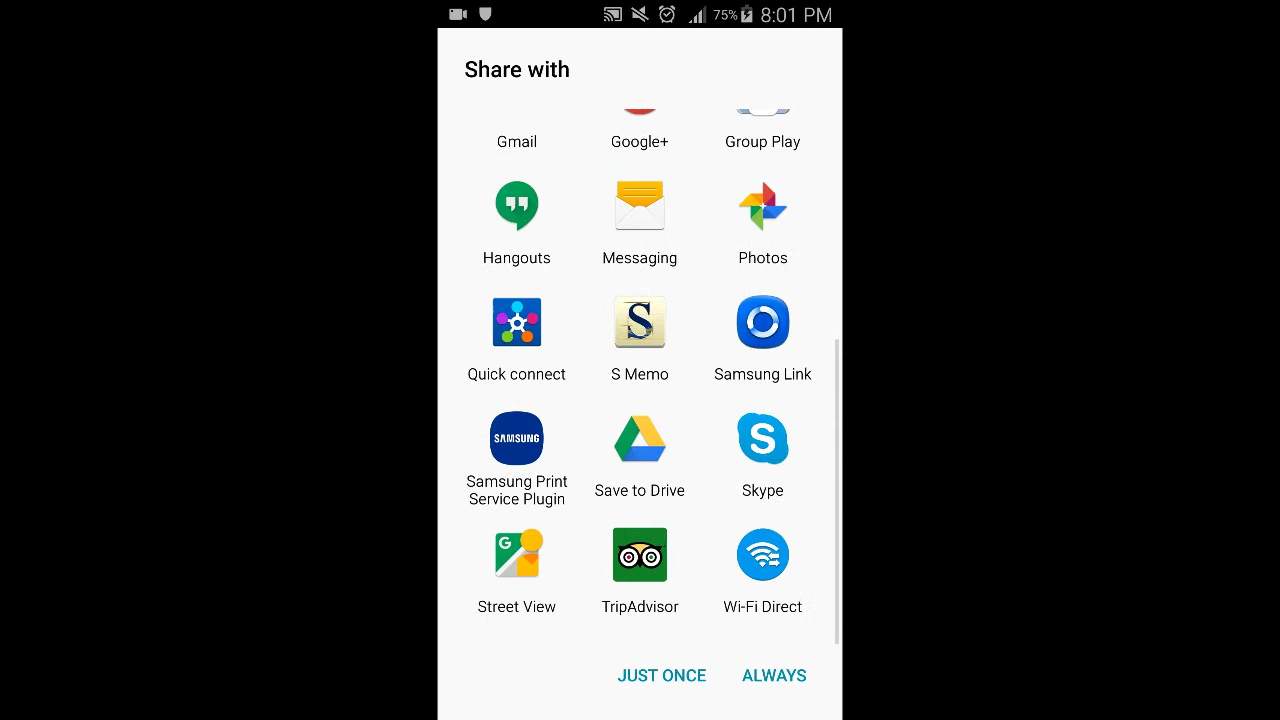 75% 8:01 PM
Share with
Gmail Google+ Group Play
Hangouts Messaging Photos
S
Quick connect S Memo Samsung Link
SAMSUNG S
Samsung Print
Service Plugin Save to Drive Skype
G
Street View TripAdvisor Wi-Fi Direct
JUST ONCE ALWAYS